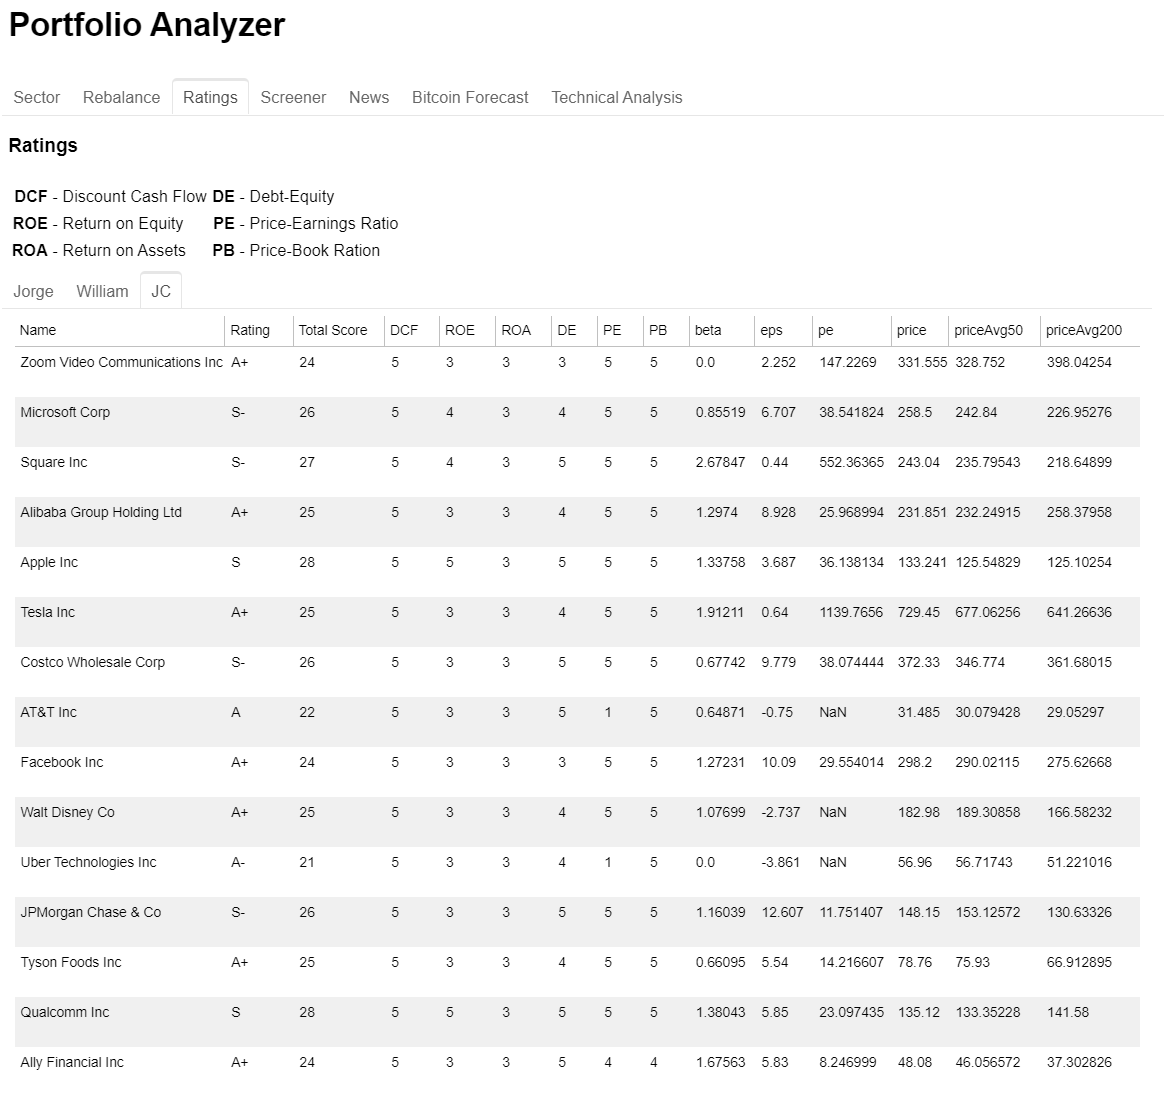 Portfolio Analyzer
Sector Rebalance Ratings Screener News Bitcoin Forecast Technical Analysis
Ratings
DCF - Discount Cash Flow DE - Debt-Equity
ROE - Return on Equity PE - Price-Earnings Ratio
ROA - Return on Assets PB - Price-Book Ration
Jorge William JC
Name Rating Total Score DCF ROE ROA DE PE PB beta eps pe price priceAvg50 priceAvg200
Zoom Video Communications Inc A+ 24 5 3 3 3 5 5 0.0 2.252 147.2269 331.555 328.752 398.04254
Microsoft Corp S- 26 5 4 3 4 5 5 0.85519 6.707 38.541824 258.5 242.84 226.95276
Square Inc S- 27 5 4 3 5 5 5 2.67847 0.44 552.36365 243.04 235.79543 218.64899
Alibaba Group Holding Ltd A+ 25 5 3 3 4 5 5 1.2974 8.928 25.968994 231.851 232.24915 258.37958
Apple Inc S 28 5 5 3 5 5 5 1.33758 3.687 36.138134 133.241 125.54829 125.10254
Tesla Inc A+ 25 5 3 3 4 5 5 1.91211 0.64 1139.7656 729.45 677.06256 641.26636
Costco Wholesale Corp S- 26 5 3 3 5 5 5 0.67742 9.779 38.074444 372.33 346.774 361.68015
AT&T Inc A 22 5 3 3 5 1 5 0.64871 -0.75 NaN 31.485 30.079428 29.05297
Facebook Inc A+ 24 5 3 3 3 5 5 1.27231 10.09 29.554014 298.2 290.02115 275.62668
Walt Disney Co A+ 25 5 3 3 4 5 5 1.07699 -2.737 NaN 182.98 189.30858 166.58232
Uber Technologies Inc A- 21 5 3 3 4 1 5 0.0 -3.861 NaN 56.96 56.71743 51.221016
JPMorgan Chase & Co S- 26 5 3 3 5 5 5 1.16039 12.607 11.751407 148.15 153.12572 130.63326
Tyson Foods Inc A+ 25 5 3 3 4 5 5 0.66095 5.54 14.216607 78.76 75.93 66.912895
Qualcomm Inc S 28 5 5 3 5 5 5 1.38043 5.85 23.097435 135.12 133.35228 141.58
Ally Financial Inc A+ 24 5 3 3 5 4 4 1.67563 5.83 8.246999 48.08 46.056572 37.302826